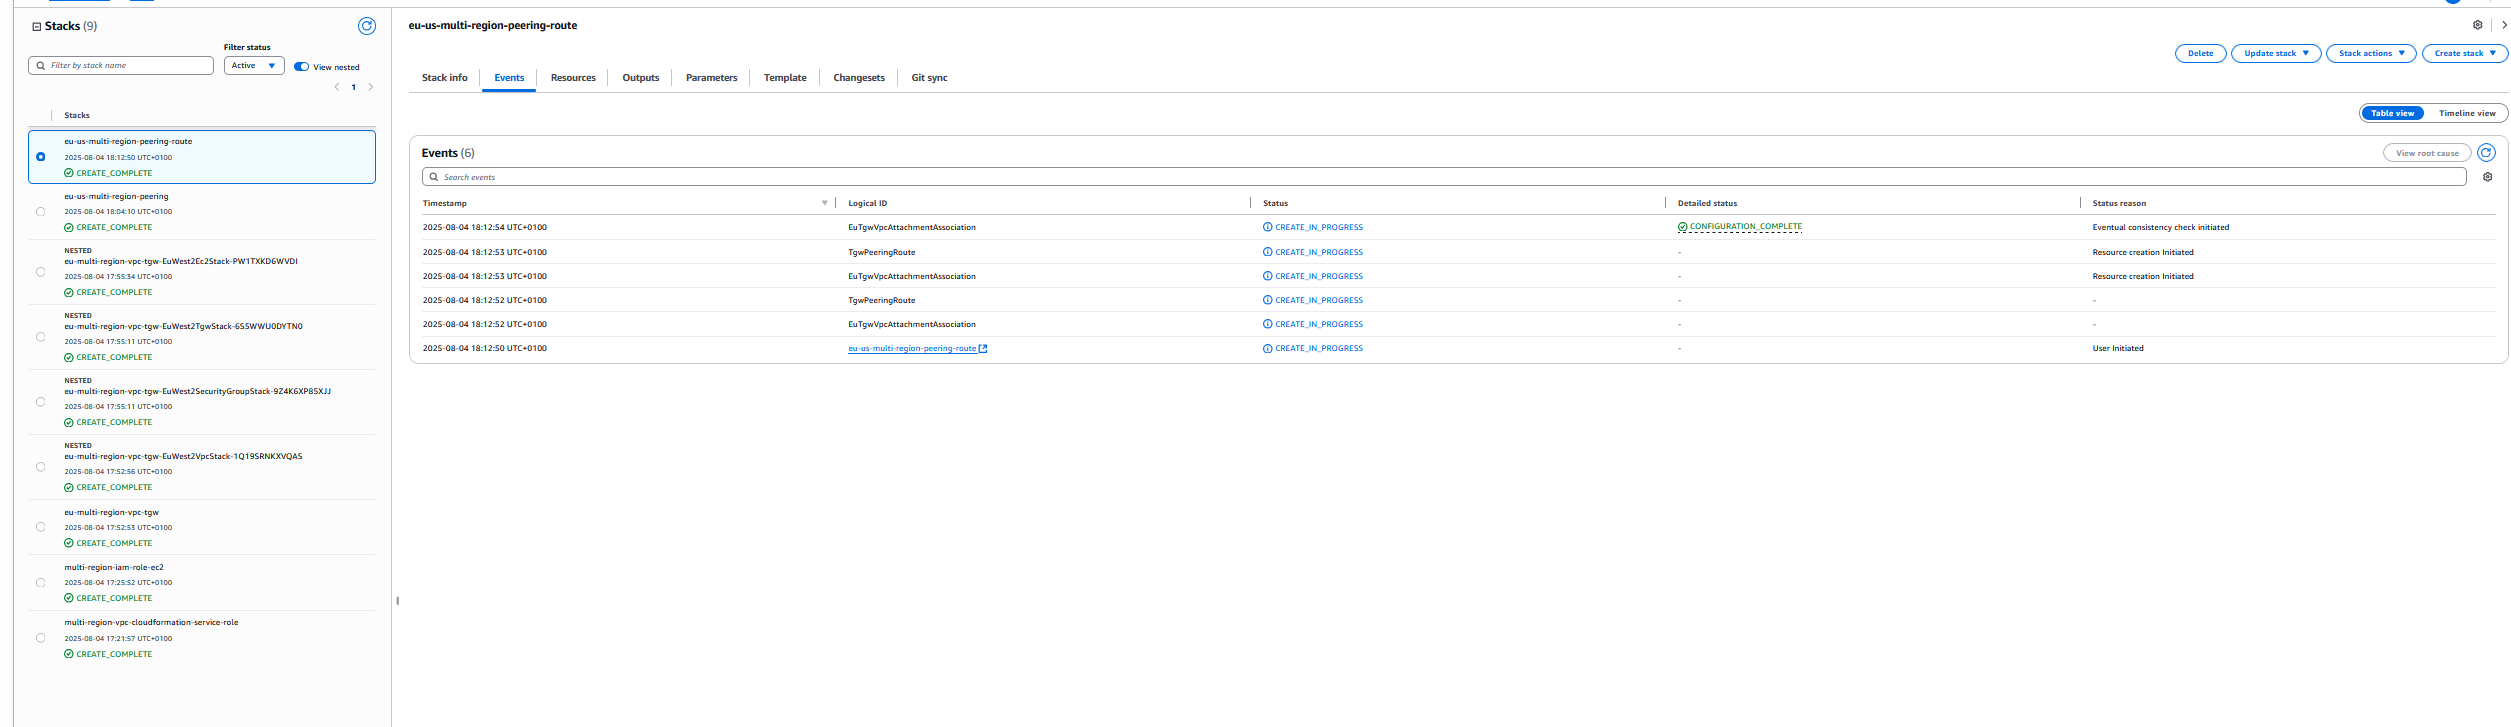 Stacks (9)
Filter status
Filter by stack name
Active
View nested
1
Stacks
eu-us-multi-region-peering-route
2025-08-04 18:12:50 UTC+0100
CREATE_COMPLETE
eu-us-multi-region-peering
2025-08-04 18:04:10 UTC+0100
CREATE_COMPLETE
NESTED
eu-multi-region-vpc-tgw-EuWest2Ec2Stack-PW1TXKD6WVDI
2025-08-04 17:55:34 UTC+0100
CREATE_COMPLETE
NESTED
eu-multi-region-vpc-tgw-EuWest2TgwStack-6S5WWU0DYTN0
2025-08-04 17:55:11 UTC+0100
CREATE_COMPLETE
NESTED
eu-multi-region-vpc-tgw-EuWest2SecurityGroupStack-9Z4K6XP85XJJ
2025-08-04 17:55:11 UTC+0100
CREATE_COMPLETE
NESTED
eu-multi-region-vpc-tgw-EuWest2VpcStack-1Q19SRNKXVQAS
2025-08-04 17:52:56 UTC+0100
CREATE_COMPLETE
eu-multi-region-vpc-tgw
2025-08-04 17:52:53 UTC+0100
CREATE_COMPLETE
multi-region-iam-role-ec2
2025-08-04 17:25:52 UTC+0100
CREATE_COMPLETE
multi-region-vpc-cloudformation-service-role
2025-08-04 17:21:57 UTC+0100
CREATE_COMPLETE
eu-us-multi-region-peering-route
Delete Update stack Stack actions Create stack
Stack info Events Resources Outputs Parameters Template Changesets Git sync
Table view Timeline view
Events (6)
View root cause
Search events
Timestamp Logical ID Status Detailed status Status reason
2025-08-04 18:12:54 UTC+0100 EuTgwVpcAttachmentAssociation CREATE_IN_PROGRESS CONFIGURATION_COMPLETE Eventual consistency check initiated
2025-08-04 18:12:53 UTC+0100 TgwPeeringRoute CREATE_IN_PROGRESS - Resource creation Initiated
2025-08-04 18:12:53 UTC+0100 EuTgwVpcAttachmentAssociation CREATE_IN_PROGRESS - Resource creation Initiated
2025-08-04 18:12:52 UTC+0100 TgwPeeringRoute CREATE_IN_PROGRESS - -
2025-08-04 18:12:52 UTC+0100 EuTgwVpcAttachmentAssociation CREATE_IN_PROGRESS - -
2025-08-04 18:12:50 UTC+0100 eu-us-multi-region-peering-route CREATE_IN_PROGRESS - User Initiated